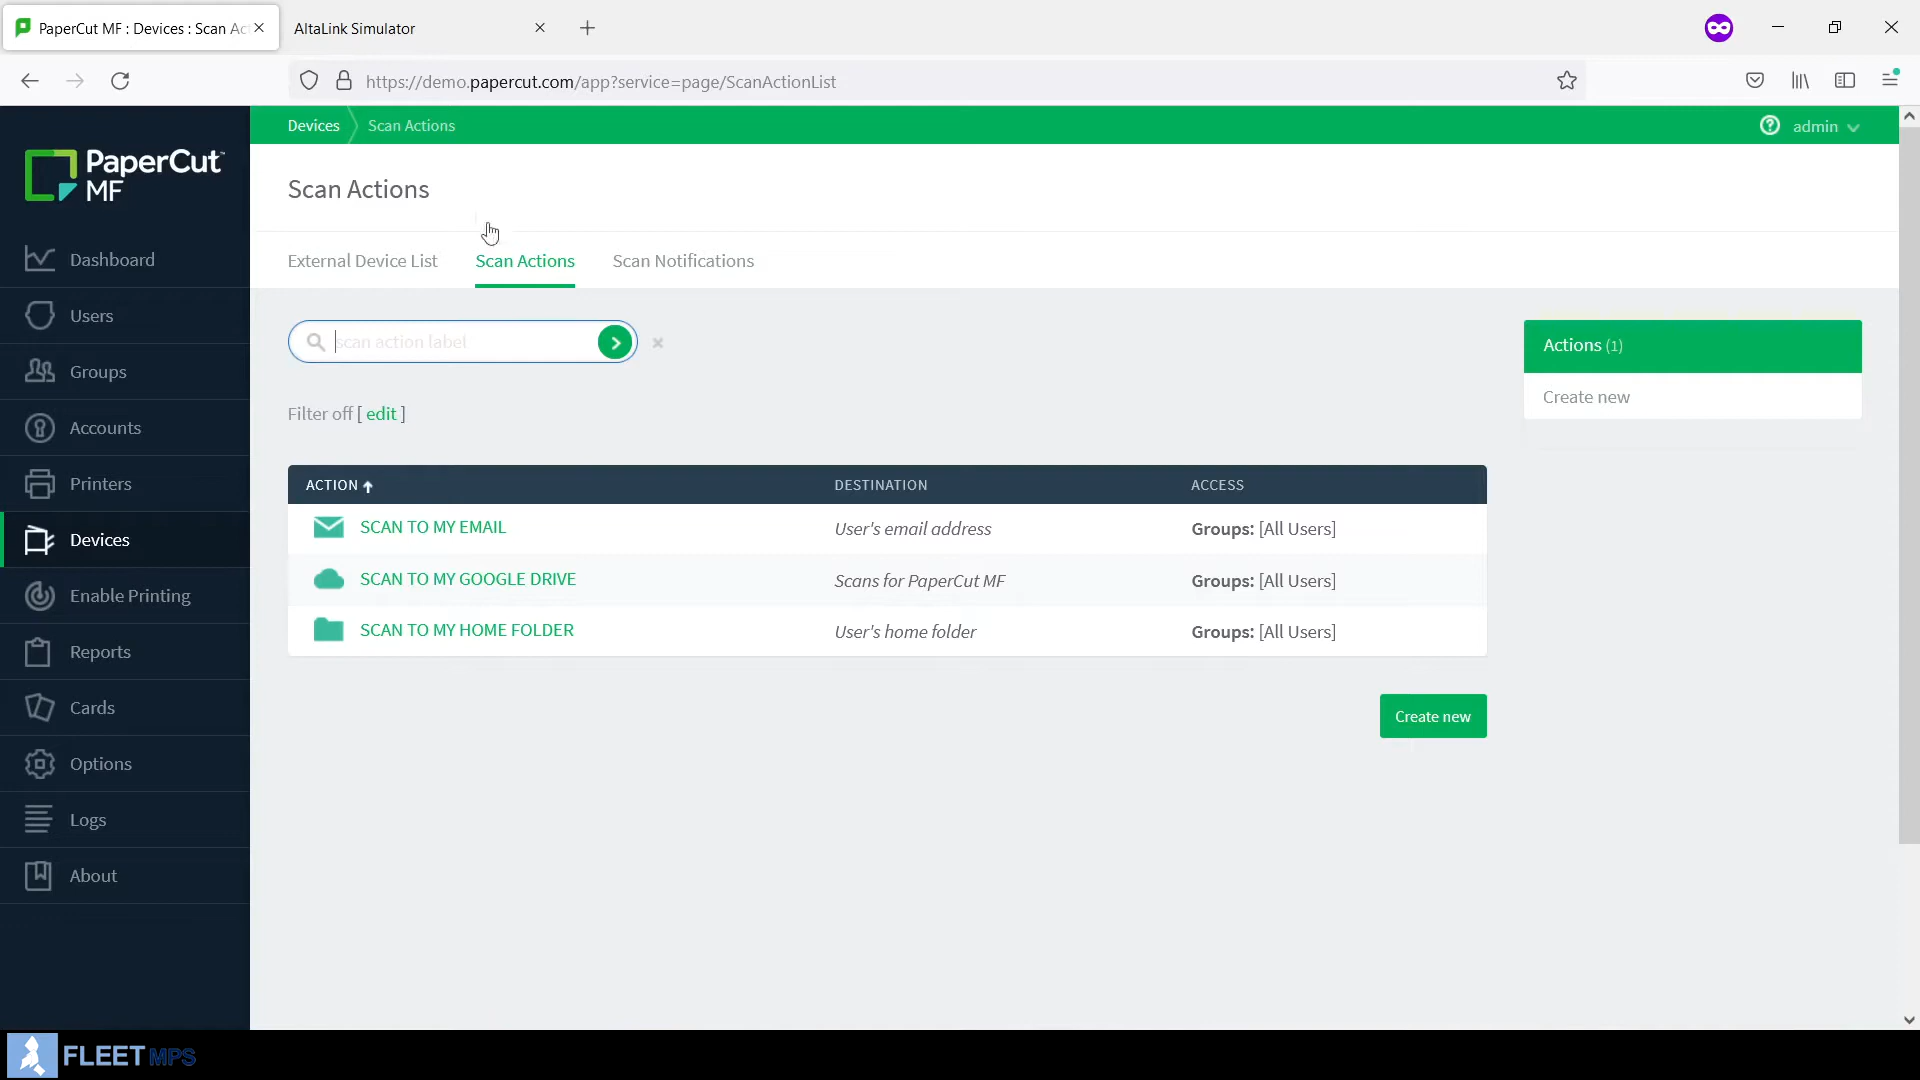 PaperCut MF : Devices : Scan Ac
AltaLink Simulator
https://demo.papercut.com/app?service=page/ScanActionList
Devices
Scan Actions
admin
PaperCut™
MF
Scan Actions
External Device List
Scan Actions
Scan Notifications
Dashboard
Users
Groups
Accounts
Printers
Devices
Enable Printing
Reports
Cards
Options
Logs
About
scan action label
Filter off [ edit ]
ACTION
DESTINATION
ACCESS
SCAN TO MY EMAIL
User's email address
Groups: [All Users]
SCAN TO MY GOOGLE DRIVE
Scans for PaperCut MF
Groups: [All Users]
SCAN TO MY HOME FOLDER
User's home folder
Groups: [All Users]
Create new
Actions (1)
Create new
FLEET MPS